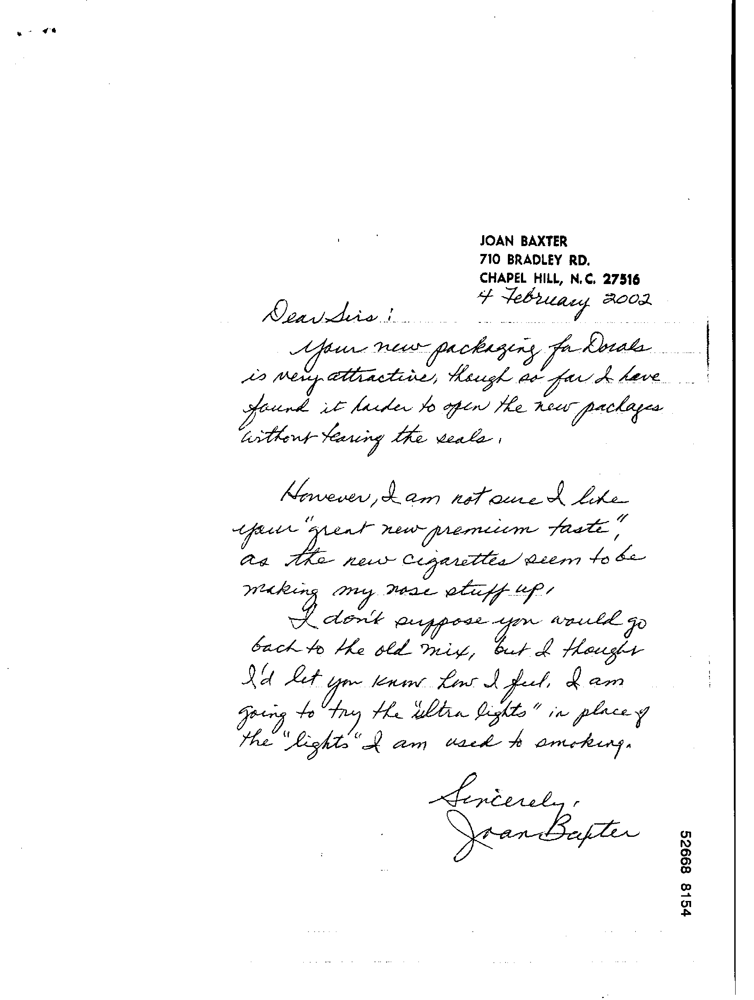 JOAN BAXTER
710 BRADLEY RD.
CHAPEL HILL, N.C. 27516
4 February 2002
Dear Sirs:
Your new packaging for Dorals
is very attractive, though so far I have
found it harder to open the new packages
without tearing the seals.
However, I am not sure I like
your "great new premium taste",
as the new cigarettes seem to be
making my nose stuff up.
I don't suppose you would go
back to the old mix, but I thought
I'd let you know how I feel. I am
going to try the "ultra lights" in place of
the "lights" I am used to smoking.
Sincerely,
Joan Baxter
52668 8154